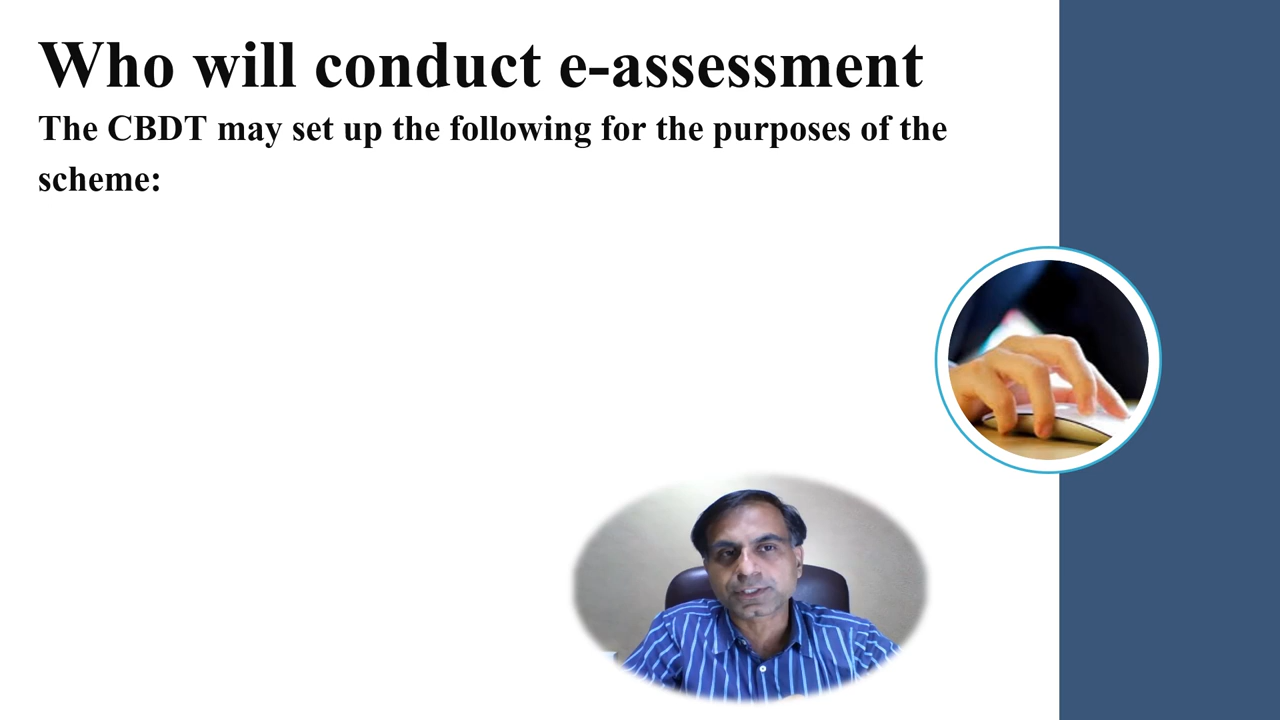 Who will conduct e-assessment
The CBDT may set up the following for the purposes of the
scheme: